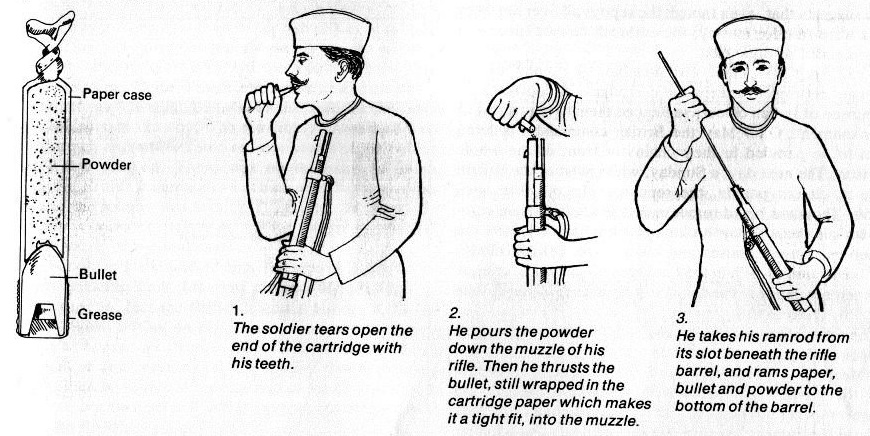 Paper case
Powder
Bullet
Grease
1.
The soldier tears open the
end of the cartridge with
his teeth.
2.
He pours the powder
down the muzzle of his
rifle. Then he thrusts the
bullet, still wrapped in the
cartridge paper which makes
it a tight fit, into the muzzle.
3.
He takes his ramrod from
its slot beneath the rifle
barrel, and rams paper,
bullet and powder to the
bottom of the barrel.